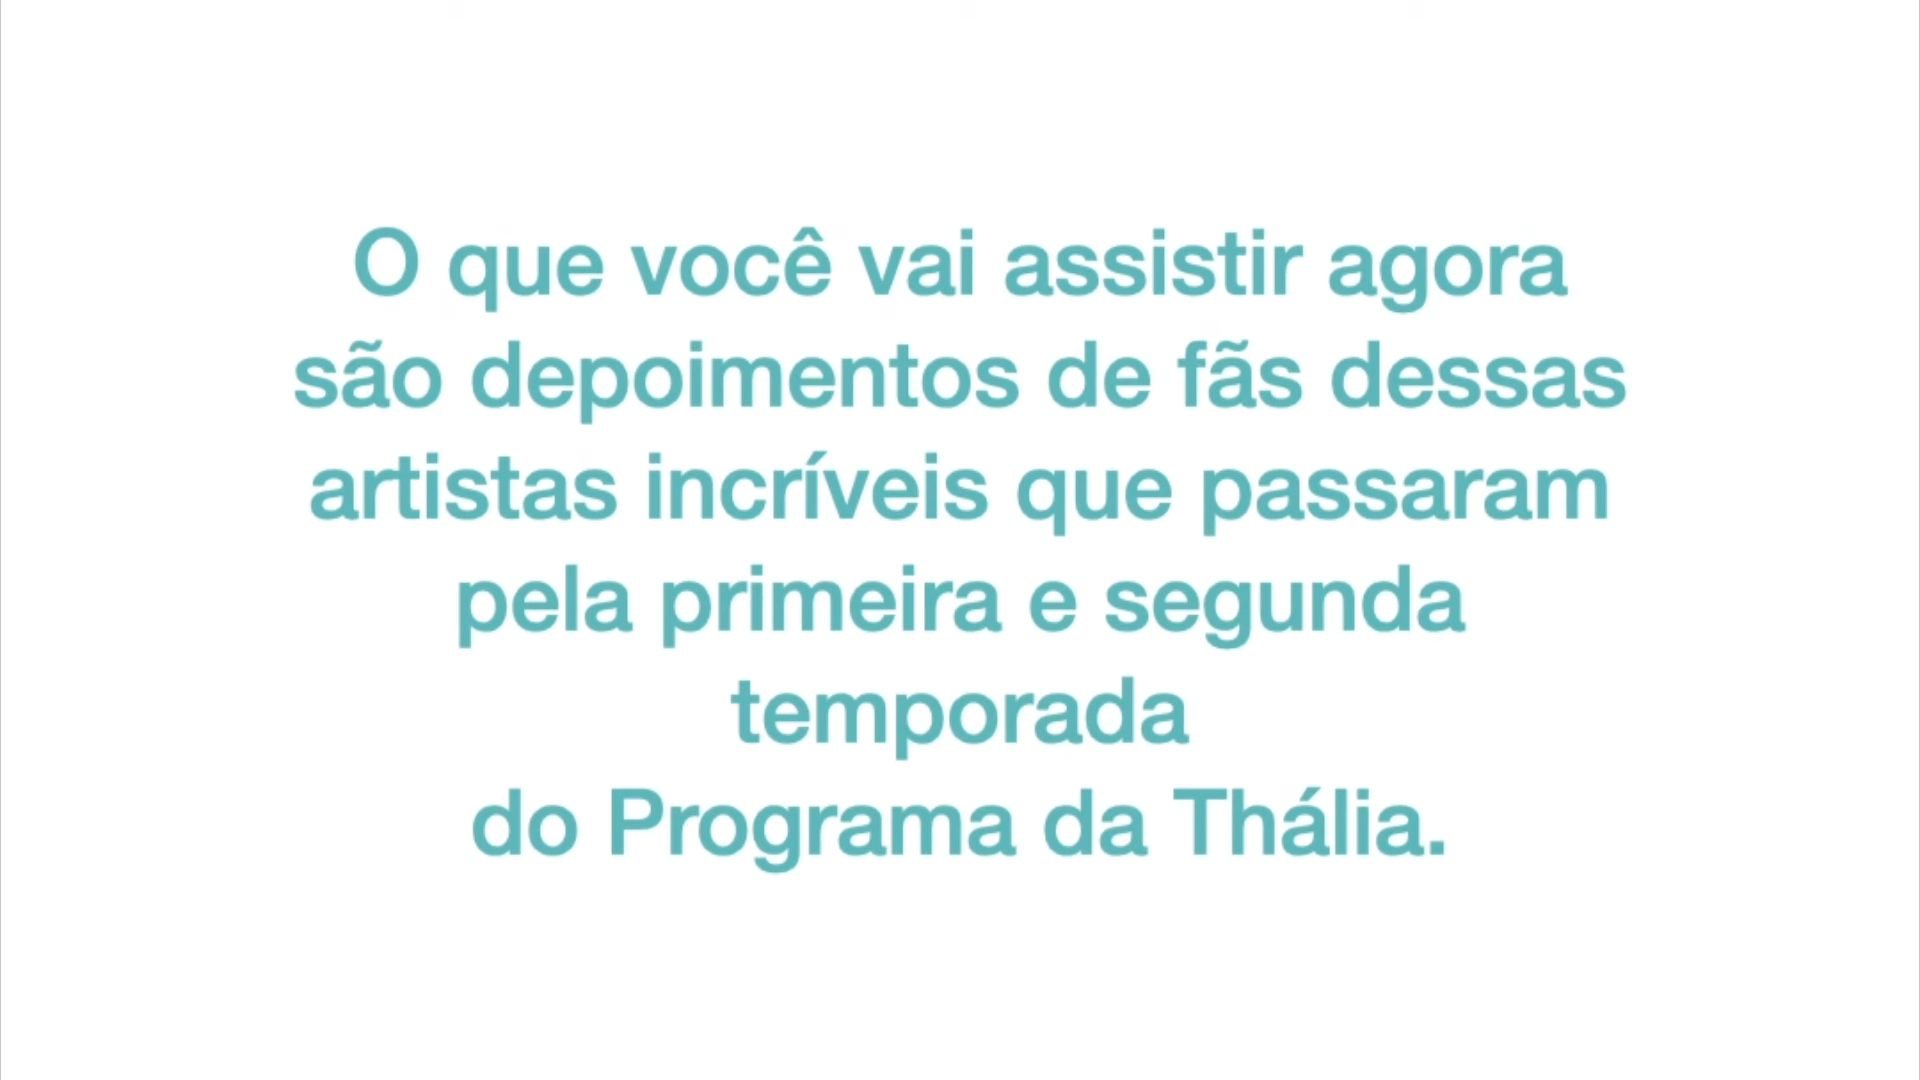 O que você vai assistir agora
são depoimentos de fãs dessas
artistas incríveis que passaram
pela primeira e segunda
temporada
do Programa da Thália.